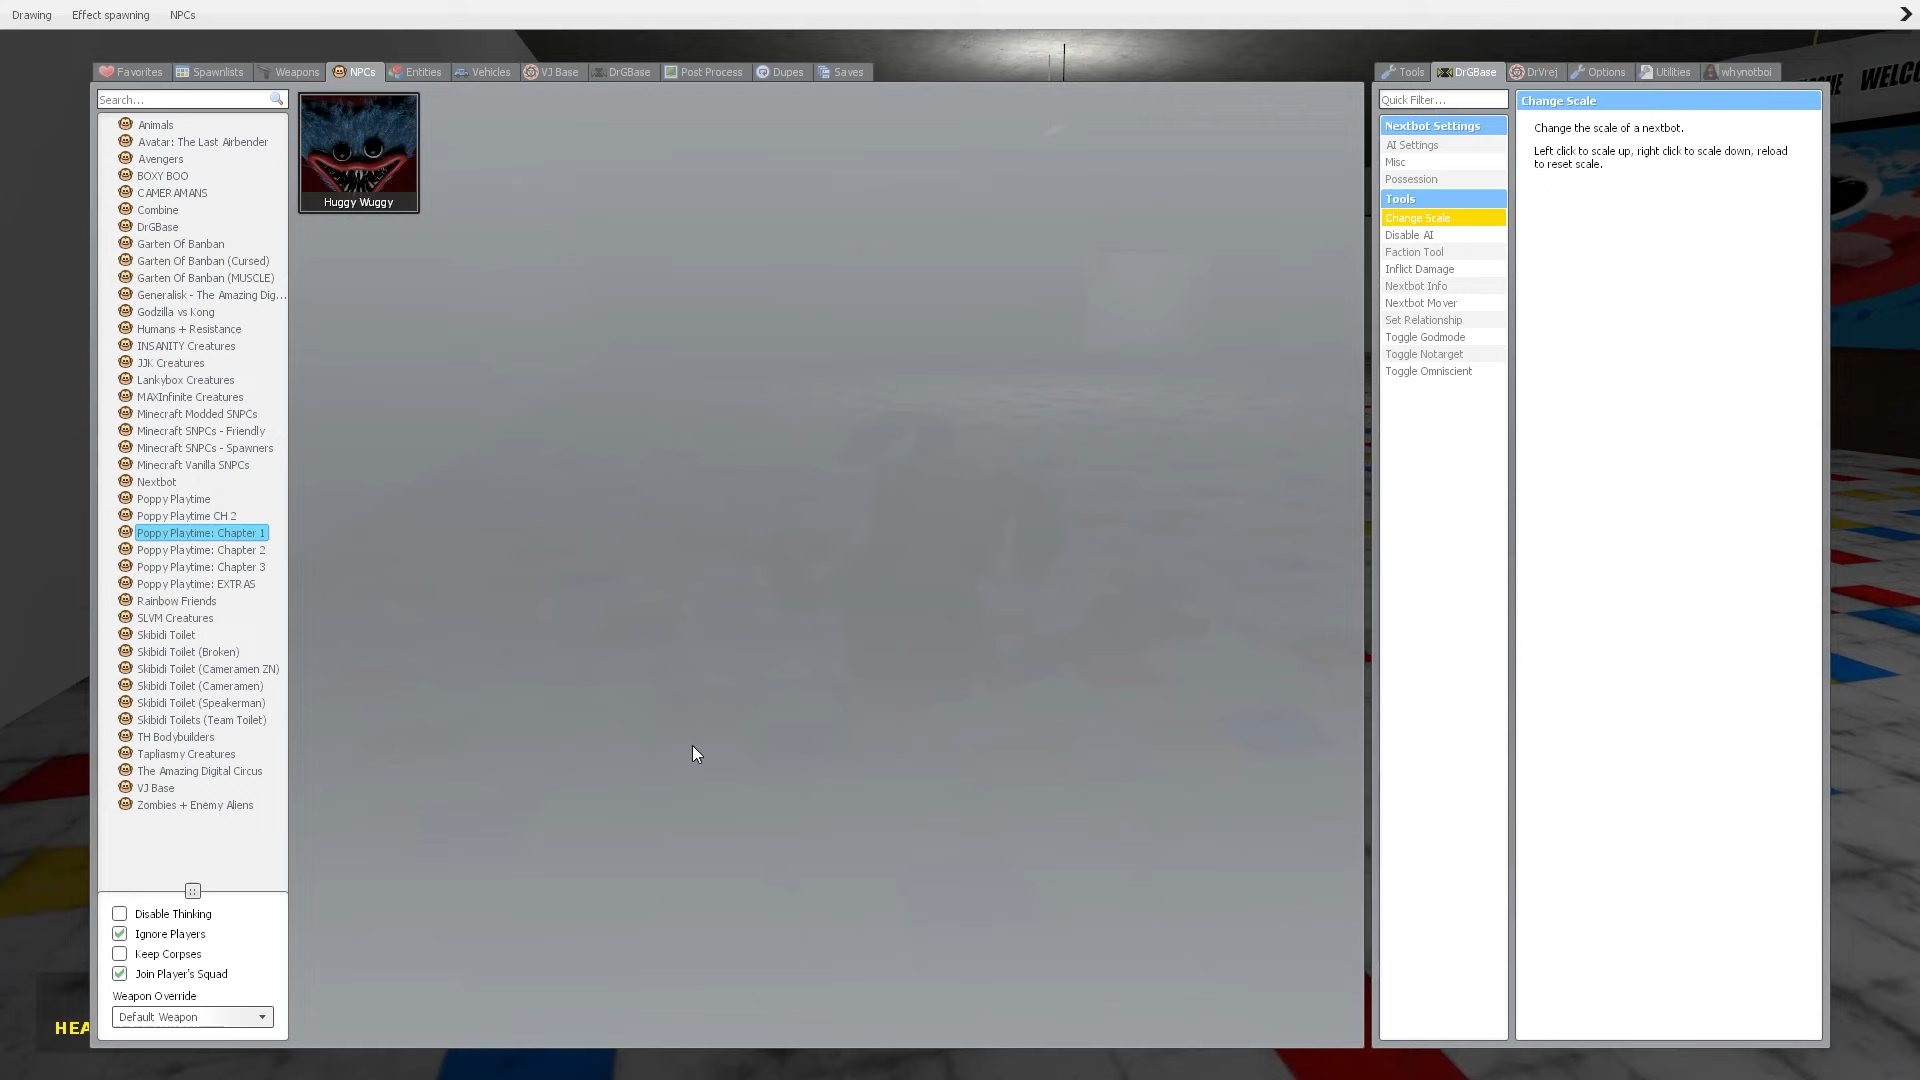 Drawing Effect spawning NPCs
Favorites Spawnlists Weapons NPCs Entities Vehicles VJ Base DrGBase Post Process Dupes Saves
Tools DrGBase DrVrej Options Utilities whynotboi
WELCO
Search...
Animals
Avatar: The Last Airbender
Avengers
BOXY BOO
CAMERAMANS
Combine
DrGBase
Garten Of Banban
Garten Of Banban (Cursed)
Garten Of Banban (MUSCLE)
Generalisk - The Amazing Dig...
Godzilla vs Kong
Humans + Resistance
INSANITY Creatures
JJK Creatures
Lankybox Creatures
MAXInfinite Creatures
Minecraft Modded SNPCs
Minecraft SNPCs - Friendly
Minecraft SNPCs - Spawners
Minecraft Vanilla SNPCs
Nextbot
Poppy Playtime
Poppy Playtime CH 2
Poppy Playtime: Chapter 1
Poppy Playtime: Chapter 2
Poppy Playtime: Chapter 3
Poppy Playtime: EXTRAS
Rainbow Friends
SLVM Creatures
Skibidi Toilet
Skibidi Toilet (Broken)
Skibidi Toilet (Cameramen ZN)
Skibidi Toilet (Cameramen)
Skibidi Toilet (Speakerman)
Skibidi Toilets (Team Toilet)
TH Bodybuilders
Tapliasmy Creatures
The Amazing Digital Circus
VJ Base
Zombies + Enemy Aliens
Disable Thinking
Ignore Players
Keep Corpses
Join Player's Squad
Weapon Override
Default Weapon
HEA
Huggy Wuggy
Quick Filter...
Nextbot Settings
AI Settings
Misc
Possession
Tools
Change Scale
Disable AI
Faction Tool
Inflict Damage
Nextbot Info
Nextbot Mover
Set Relationship
Toggle Godmode
Toggle Notarget
Toggle Omniscient
Change Scale
Change the scale of a nextbot.
Left click to scale up, right click to scale down, reload
to reset scale.